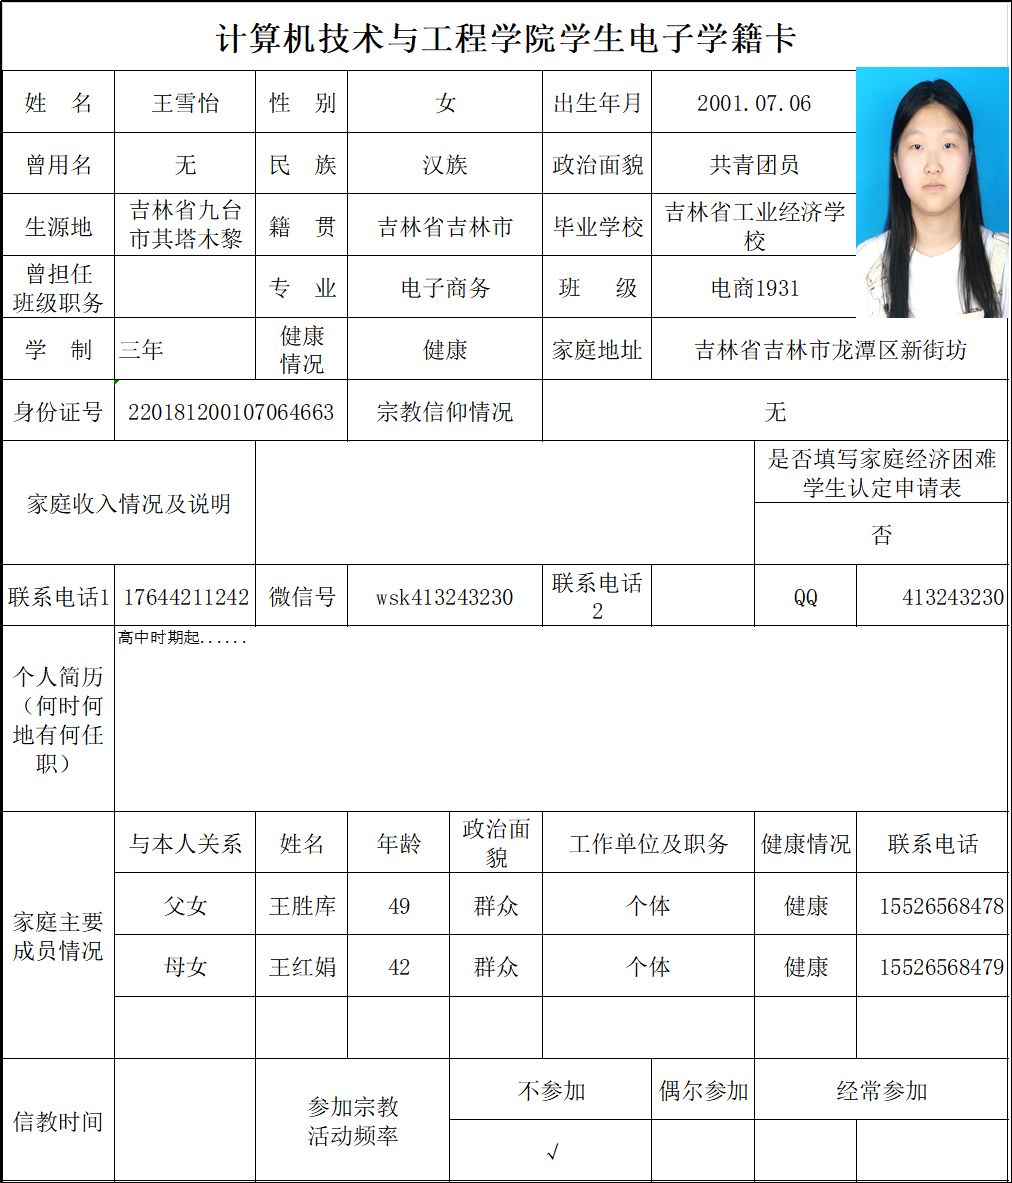 计算机技术与工程学院学生电子学籍卡
姓 名 王雪怡 性 别 女 出生年月 2001.07.06
曾用名 无 民 族 汉族 政治面貌 共青团员
生源地 吉林省九台市其塔木黎 籍 贯 吉林省吉林市 毕业学校 吉林省工业经济学校
曾担任班级职务 专 业 电子商务 班 级 电商1931
学 制 三年 健康情况 健康 家庭地址 吉林省吉林市龙潭区新街坊
身份证号 220181200107064663 宗教信仰情况 无
家庭收入情况及说明 是否填写家庭经济困难学生认定申请表
否
联系电话1 17644211242 微信号 wsk413243230 联系电话2 QQ 413243230
个人简历（何时何地有何任职） 高中时期起......
家庭主要成员情况 与本人关系 姓名 年龄 政治面貌 工作单位及职务 健康情况 联系电话
父女 王胜库 49 群众 个体 健康 15526568478
母女 王红娟 42 群众 个体 健康 15526568479
信教时间 参加宗教活动频率 不参加 偶尔参加 经常参加
√